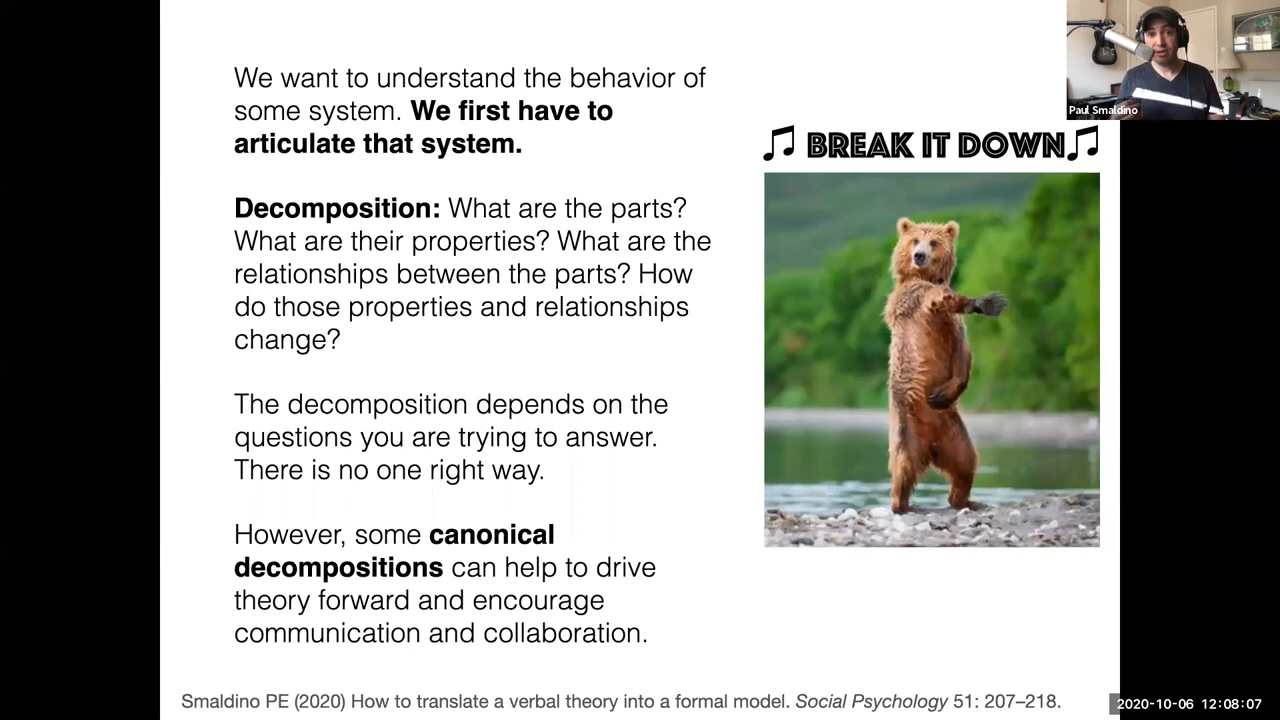 We want to understand the behavior of
some system. We first have to
articulate that system.
Decomposition: What are the parts?
What are their properties? What are the
relationships between the parts? How
do those properties and relationships
change?
The decomposition depends on the
questions you are trying to answer.
There is no one right way.
However, some canonical
decompositions can help to drive
theory forward and encourage
communication and collaboration.
Paul Smaldino
♫ BREAK IT DOWN ♫
Smaldino PE (2020) How to translate a verbal theory into a formal model. Social Psychology 51: 207–218.
2020-10-06 12:08:07